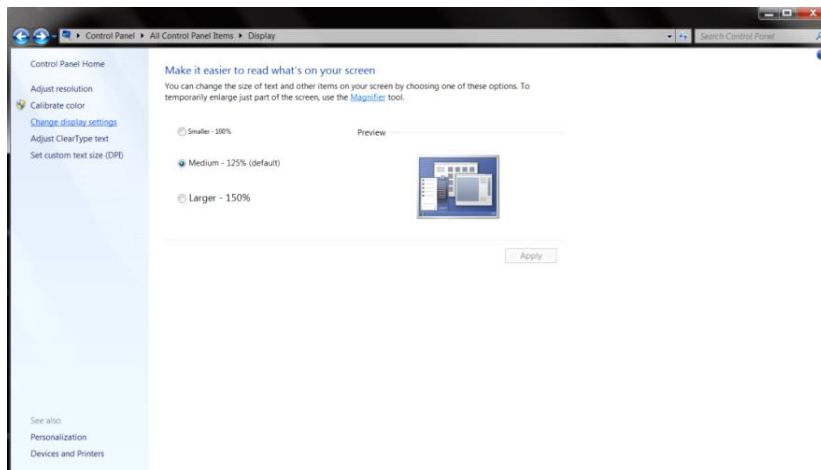 Control Panel ▸ All Control Panel Items ▸ Display
Search Control Panel
Control Panel Home
Adjust resolution
Calibrate color
Change display settings
Adjust ClearType text
Set custom text size (DPI)
Make it easier to read what's on your screen
You can change the size of text and other items on your screen by choosing one of these options. To
temporarily enlarge just part of the screen, use the Magnifier tool.
Smaller - 100%
Preview
Medium - 125% (default)
Larger - 150%
Apply
See also
Personalization
Devices and Printers